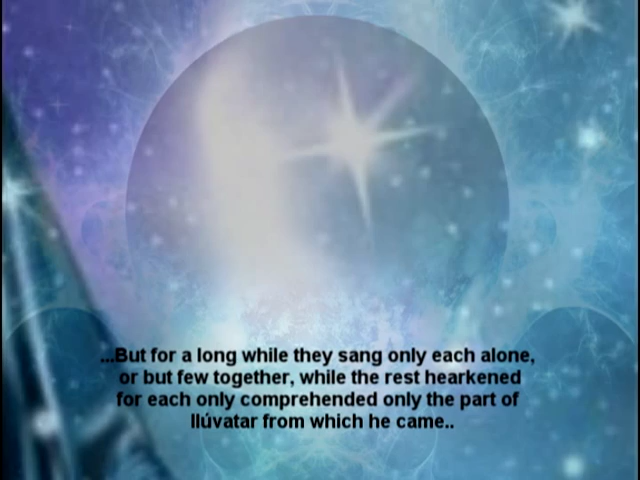 ...But for a long while they sang only each alone,
or but few together, while the rest hearkened
for each only comprehended only the part of
Ilúvatar from which he came..